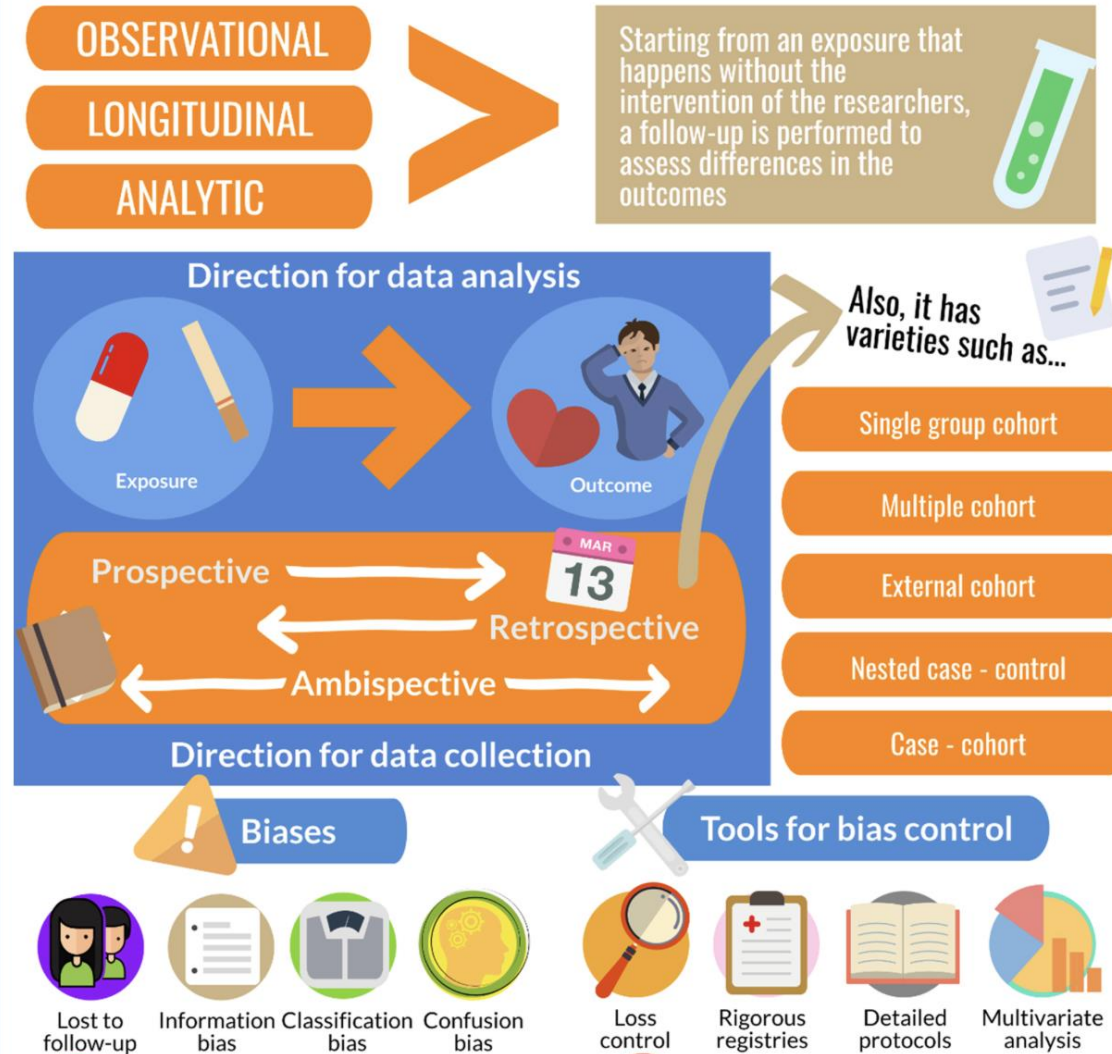 OBSERVATIONAL
LONGITUDINAL
ANALYTIC
Starting from an exposure that
happens without the
intervention of the researchers,
a follow-up is performed to
assess differences in the
outcomes
Direction for data analysis
Exposure
Outcome
Prospective
MAR
13
Retrospective
Ambispective
Direction for data collection
Also, it has
varieties such as...
Single group cohort
Multiple cohort
External cohort
Nested case - control
Case - cohort
Biases
Lost to
follow-up
Information
bias
Classification
bias
Confusion
bias
Tools for bias control
Loss
control
Rigorous
registries
Detailed
protocols
Multivariate
analysis